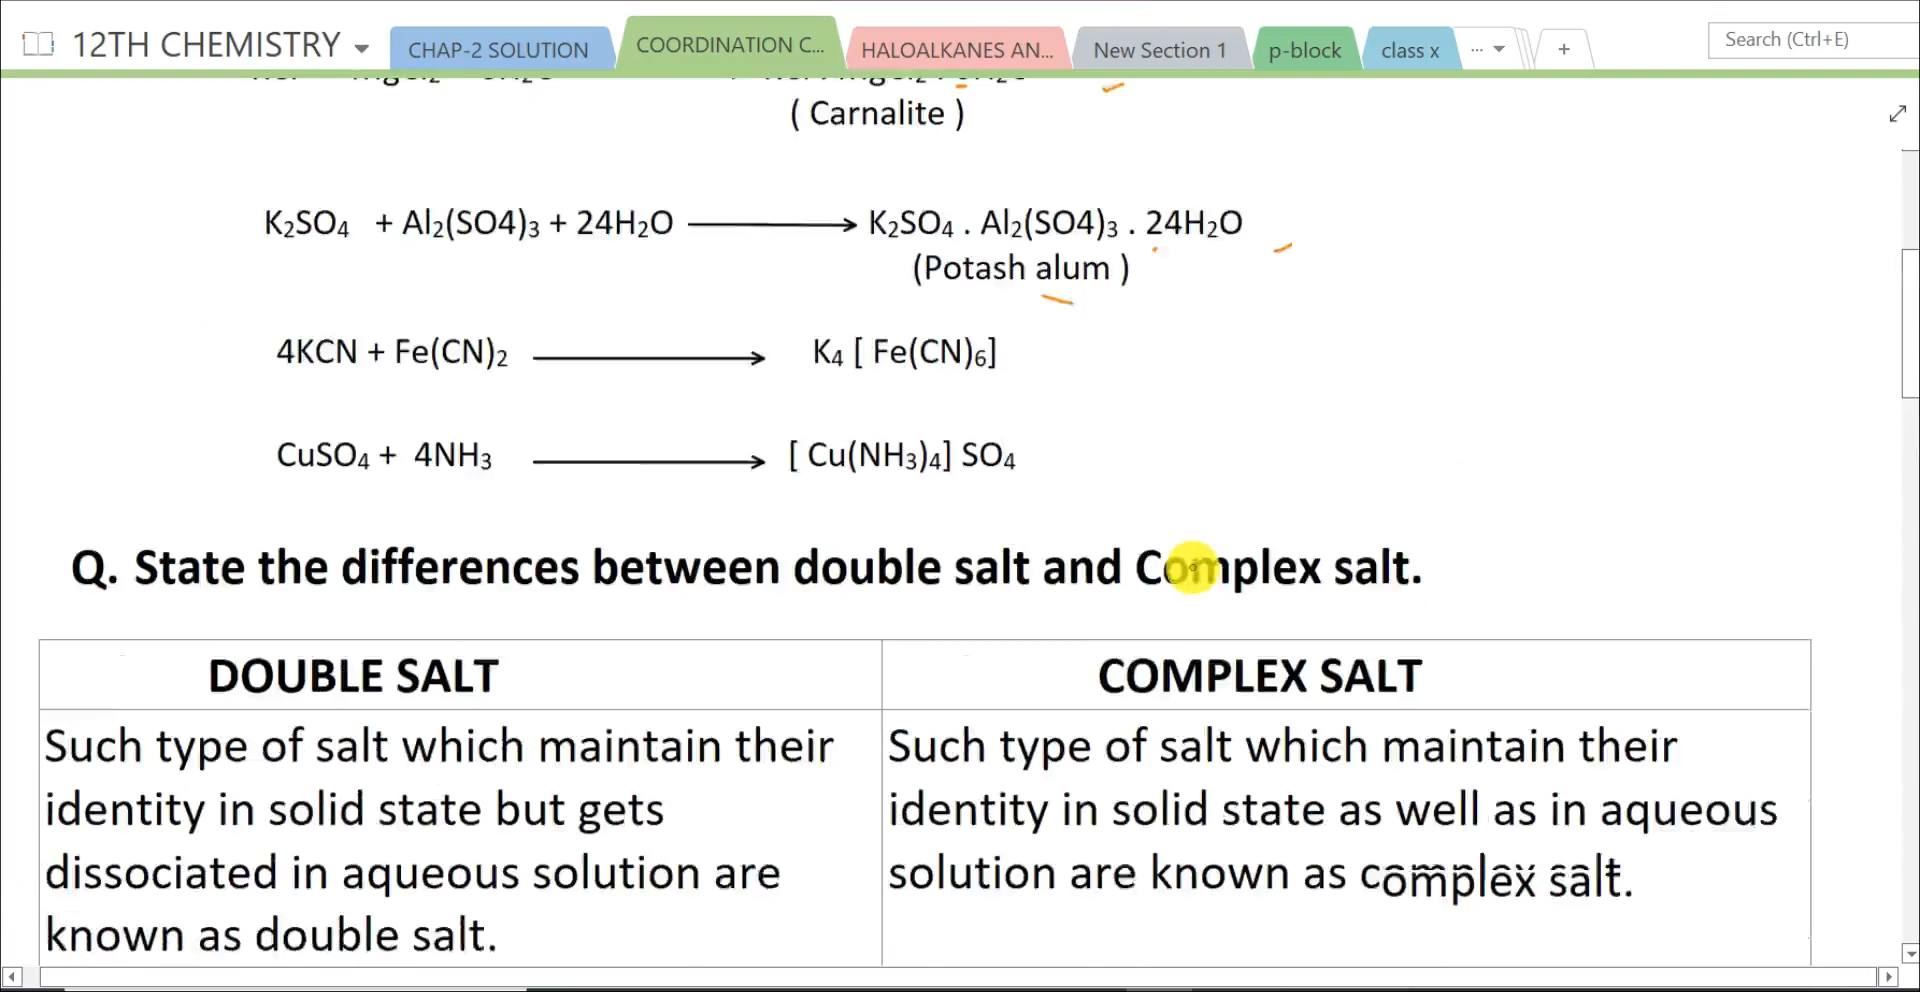 12TH CHEMISTRY
CHAP-2 SOLUTION
COORDINATION C...
HALOALKANES AN...
New Section 1
p-block
class x
...
+
Search (Ctrl+E)
( Carnalite )
K₂SO₄ + Al₂(SO4)₃ + 24H₂O ⟶ K₂SO₄ . Al₂(SO4)₃ . 24H₂O
(Potash alum )
4KCN + Fe(CN)₂ ⟶ K₄ [ Fe(CN)₆]
CuSO₄ + 4NH₃ ⟶ [ Cu(NH₃)₄] SO₄
Q. State the differences between double salt and Complex salt.
DOUBLE SALT
Such type of salt which maintain their
identity in solid state but gets
dissociated in aqueous solution are
known as double salt.
COMPLEX SALT
Such type of salt which maintain their
identity in solid state as well as in aqueous
solution are known as complex salt.